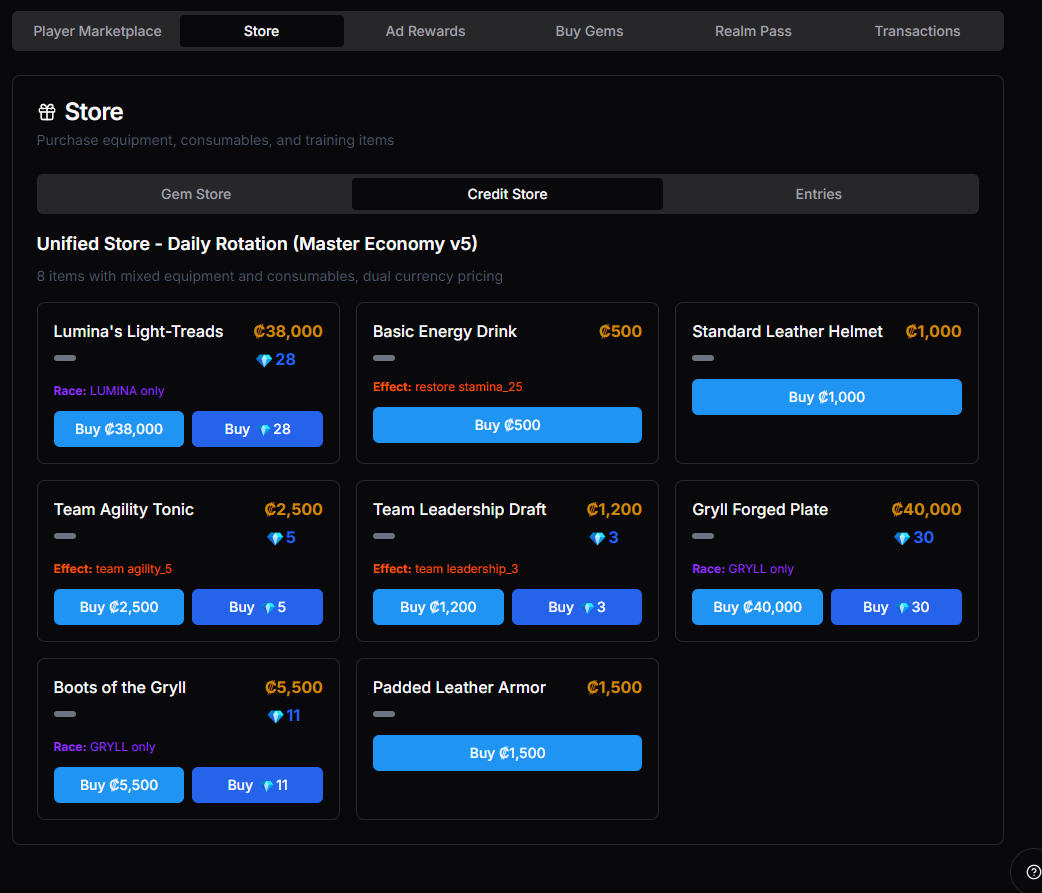 Player Marketplace Store Ad Rewards Buy Gems Realm Pass Transactions
Store
Purchase equipment, consumables, and training items
Gem Store Credit Store Entries
Unified Store - Daily Rotation (Master Economy v5)
8 items with mixed equipment and consumables, dual currency pricing
Lumina's Light-Treads ₡38,000
28
Race: LUMINA only
Buy ₡38,000 Buy 28
Basic Energy Drink ₡500
Effect: restore stamina_25
Buy ₡500
Standard Leather Helmet ₡1,000
Buy ₡1,000
Team Agility Tonic ₡2,500
5
Effect: team agility_5
Buy ₡2,500 Buy 5
Team Leadership Draft ₡1,200
3
Effect: team leadership_3
Buy ₡1,200 Buy 3
Gryll Forged Plate ₡40,000
30
Race: GRYLL only
Buy ₡40,000 Buy 30
Boots of the Gryll ₡5,500
11
Race: GRYLL only
Buy ₡5,500 Buy 11
Padded Leather Armor ₡1,500
Buy ₡1,500